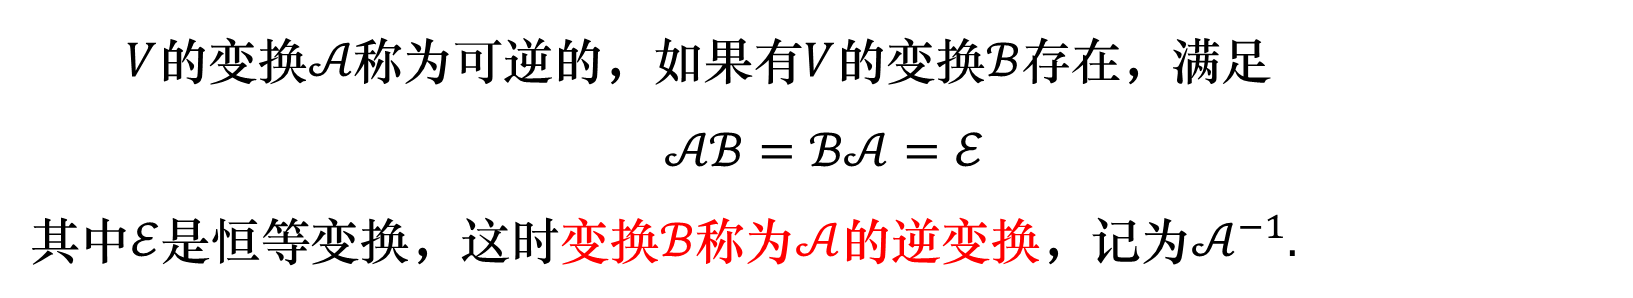 V的变换𝒜称为可逆的，如果有V的变换ℬ存在，满足
𝒜ℬ = ℬ𝒜 = ℰ
其中ℰ是恒等变换，这时变换ℬ称为𝒜的逆变换，记为𝒜⁻¹.